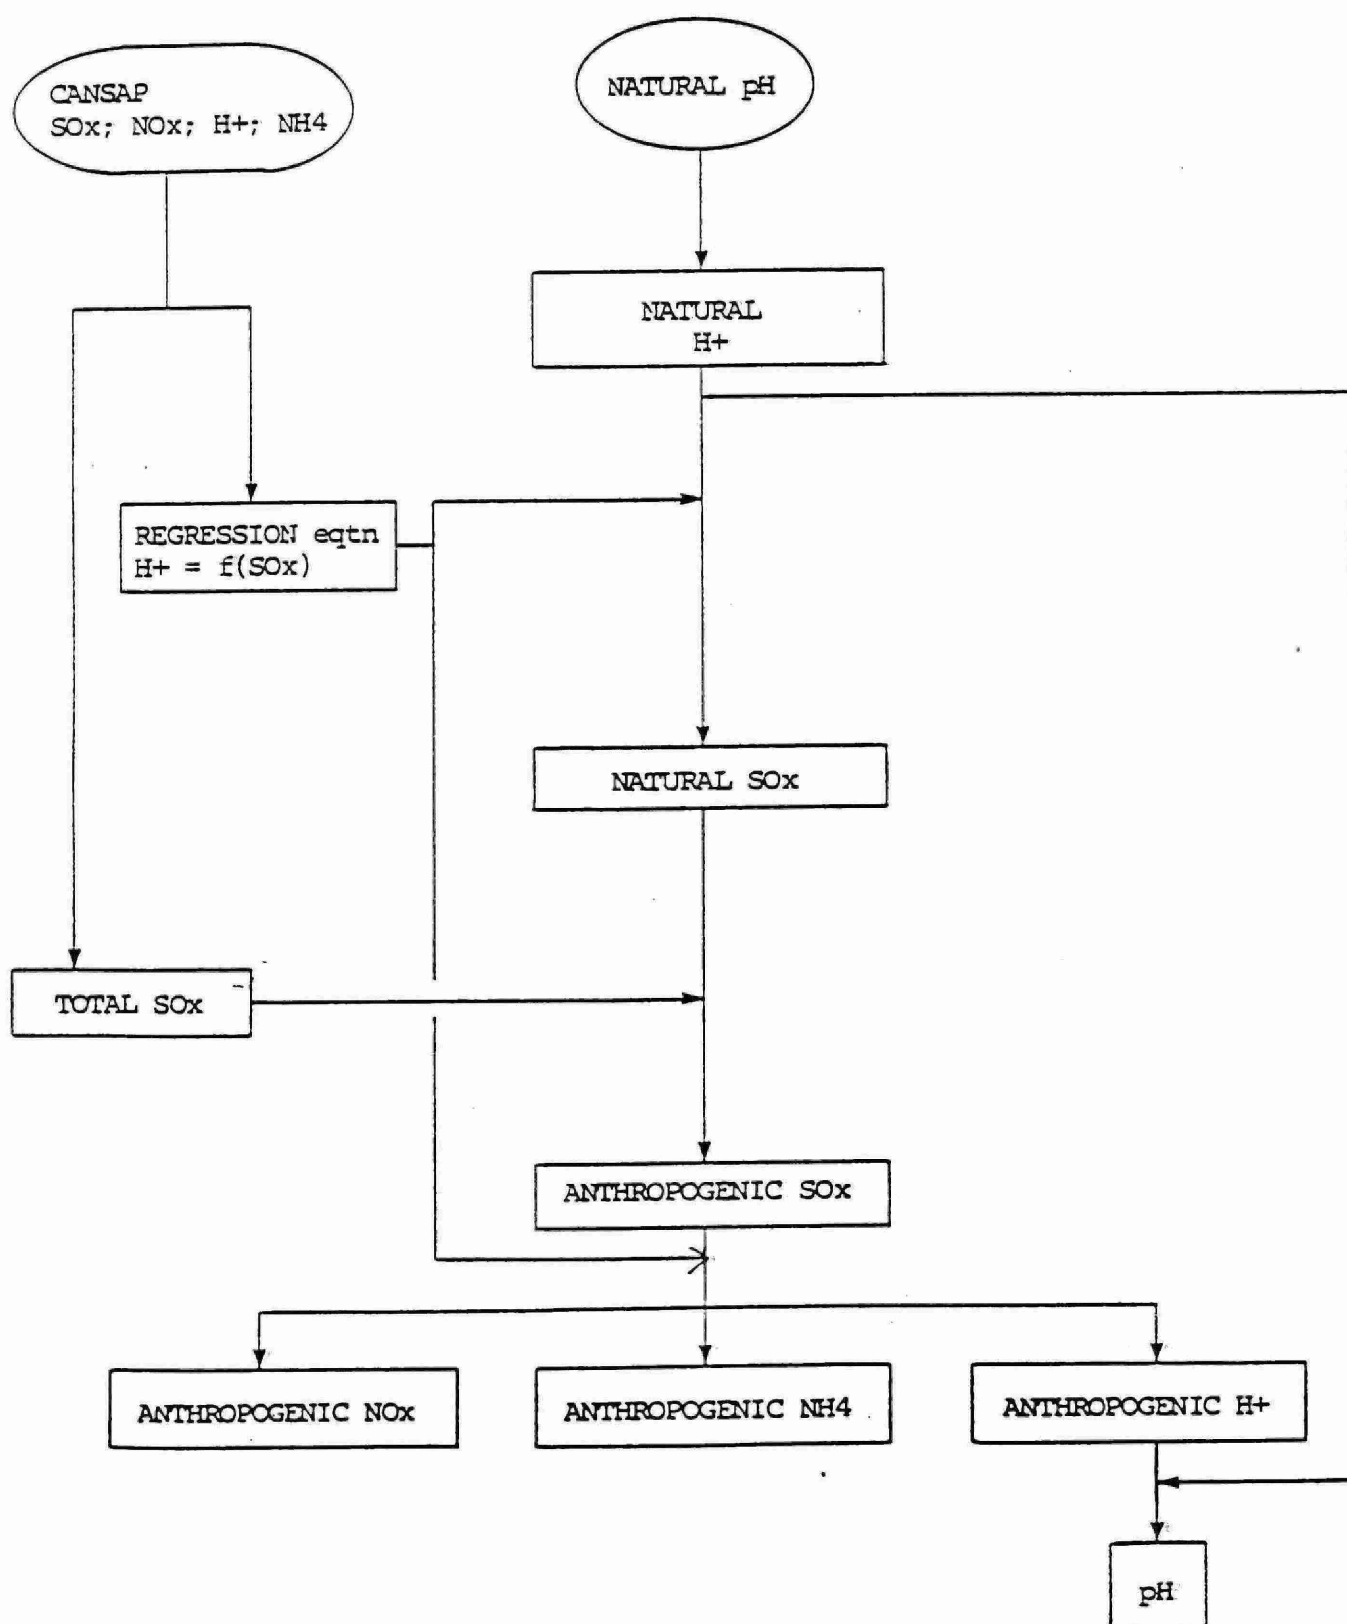 CANSAP
SOx; NOx; H+; NH4
NATURAL pH
NATURAL
H+
REGRESSION eqtn
H+ = f(SOx)
NATURAL SOx
TOTAL SOx
ANTHROPOGENIC SOx
ANTHROPOGENIC NOx
ANTHROPOGENIC NH4
ANTHROPOGENIC H+
pH